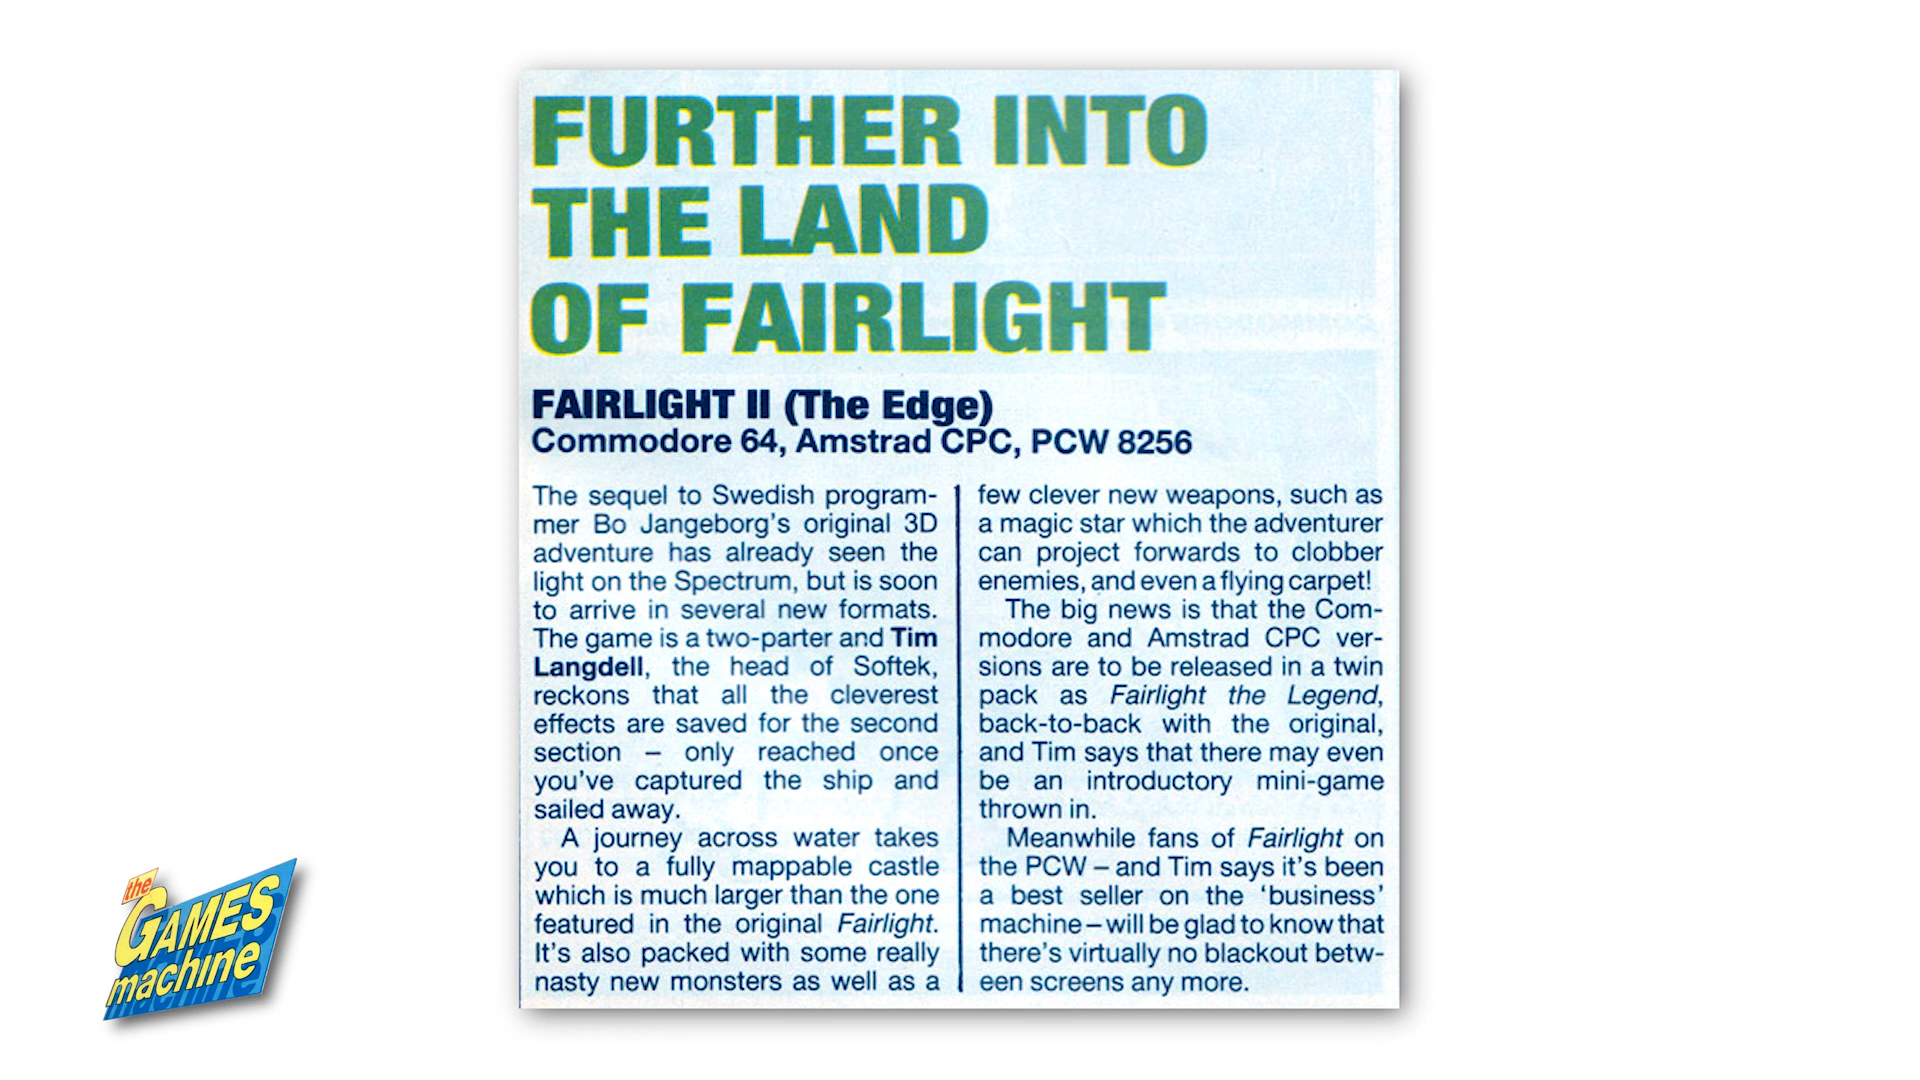 FURTHER INTO
THE LAND
OF FAIRLIGHT
FAIRLIGHT II (The Edge)
Commodore 64, Amstrad CPC, PCW 8256
The sequel to Swedish program-
mer Bo Jangeborg's original 3D
adventure has already seen the
light on the Spectrum, but is soon
to arrive in several new formats.
The game is a two-parter and Tim
Langdell, the head of Softek,
reckons that all the cleverest
effects are saved for the second
section – only reached once
you've captured the ship and
sailed away.
A journey across water takes
you to a fully mappable castle
which is much larger than the one
featured in the original Fairlight.
It's also packed with some really
nasty new monsters as well as a
few clever new weapons, such as
a magic star which the adventurer
can project forwards to clobber
enemies, and even a flying carpet!
The big news is that the Com-
modore and Amstrad CPC ver-
sions are to be released in a twin
pack as Fairlight the Legend,
back-to-back with the original,
and Tim says that there may even
be an introductory mini-game
thrown in.
Meanwhile fans of Fairlight on
the PCW – and Tim says it's been
a best seller on the 'business'
machine – will be glad to know that
there's virtually no blackout betw-
een screens any more.
the
GAMES
machine